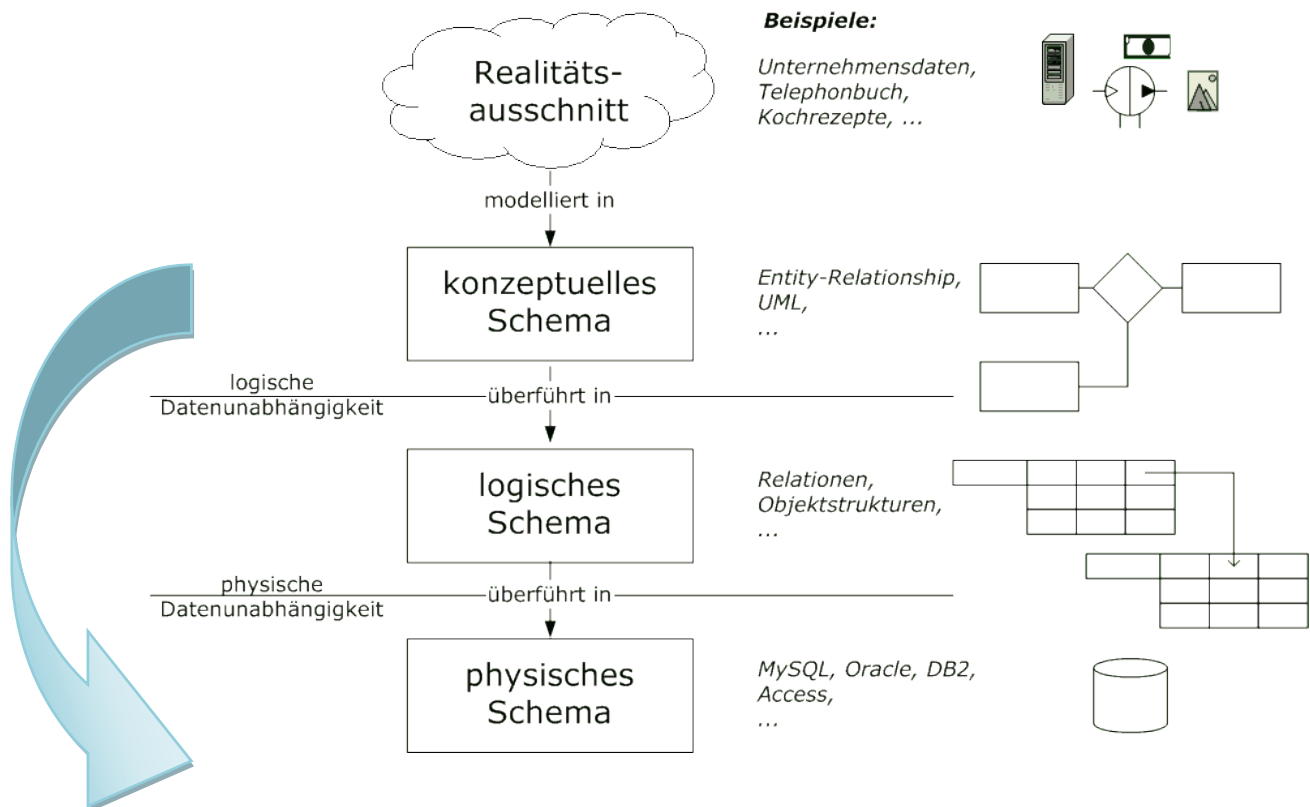 Beispiele:
Realitäts-
ausschnitt
Unternehmensdaten,
Telephonbuch,
Kochrezepte, ...
modelliert in
konzeptuelles
Schema
Entity-Relationship,
UML,
...
logische
Datenunabhängigkeit
überführt in
logisches
Schema
Relationen,
Objektstrukturen,
...
physische
Datenunabhängigkeit
überführt in
physisches
Schema
MySQL, Oracle, DB2,
Access,
...